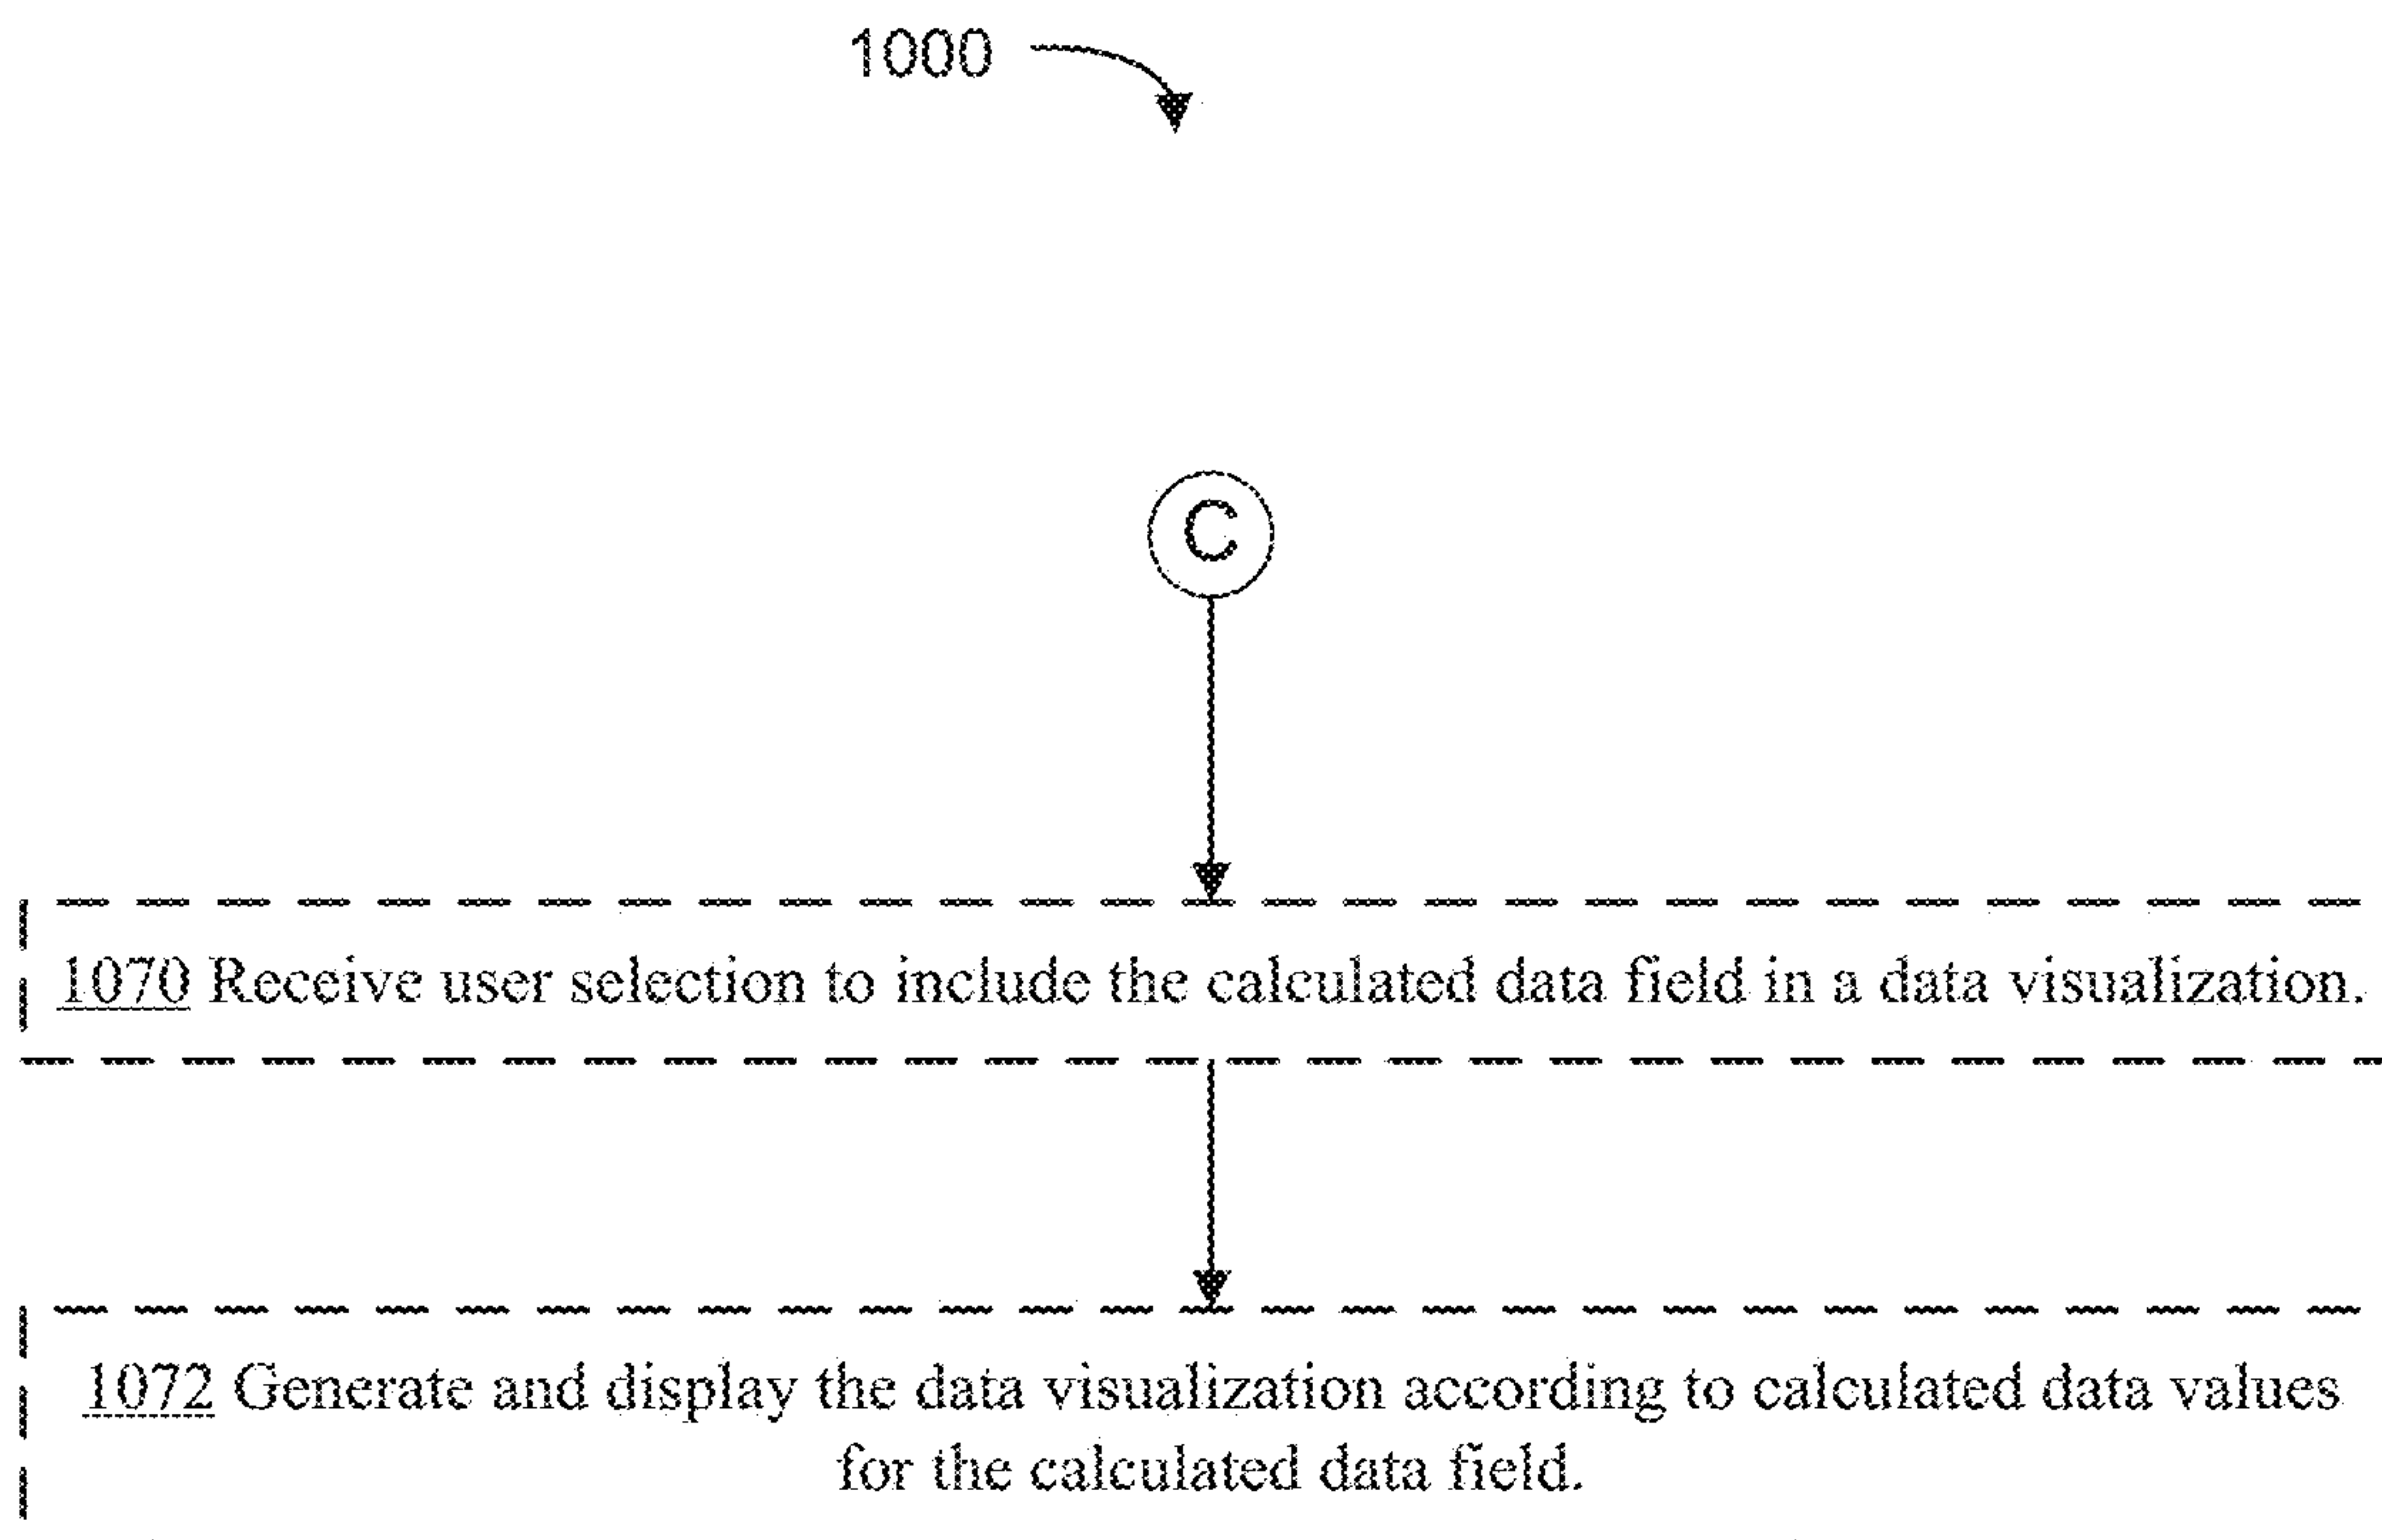 1000
C
1070 Receive user selection to include the calculated data field in a data visualization.
1072 Generate and display the data visualization according to calculated data values
for the calculated data field.